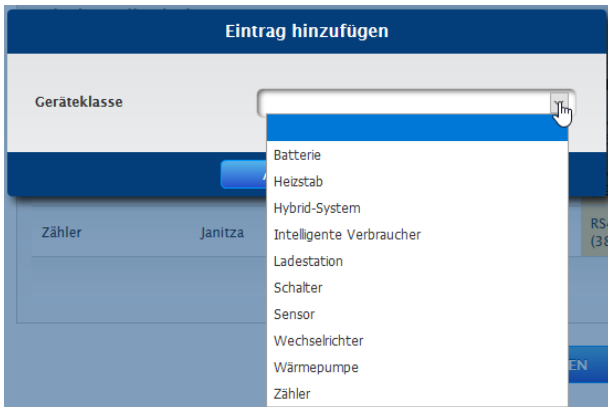 Eintrag hinzufügen
Geräteklasse
Batterie
Heizstab
Hybrid-System
Intelligente Verbraucher
Ladestation
Schalter
Sensor
Wechselrichter
Wärmepumpe
Zähler
Zähler Janitza